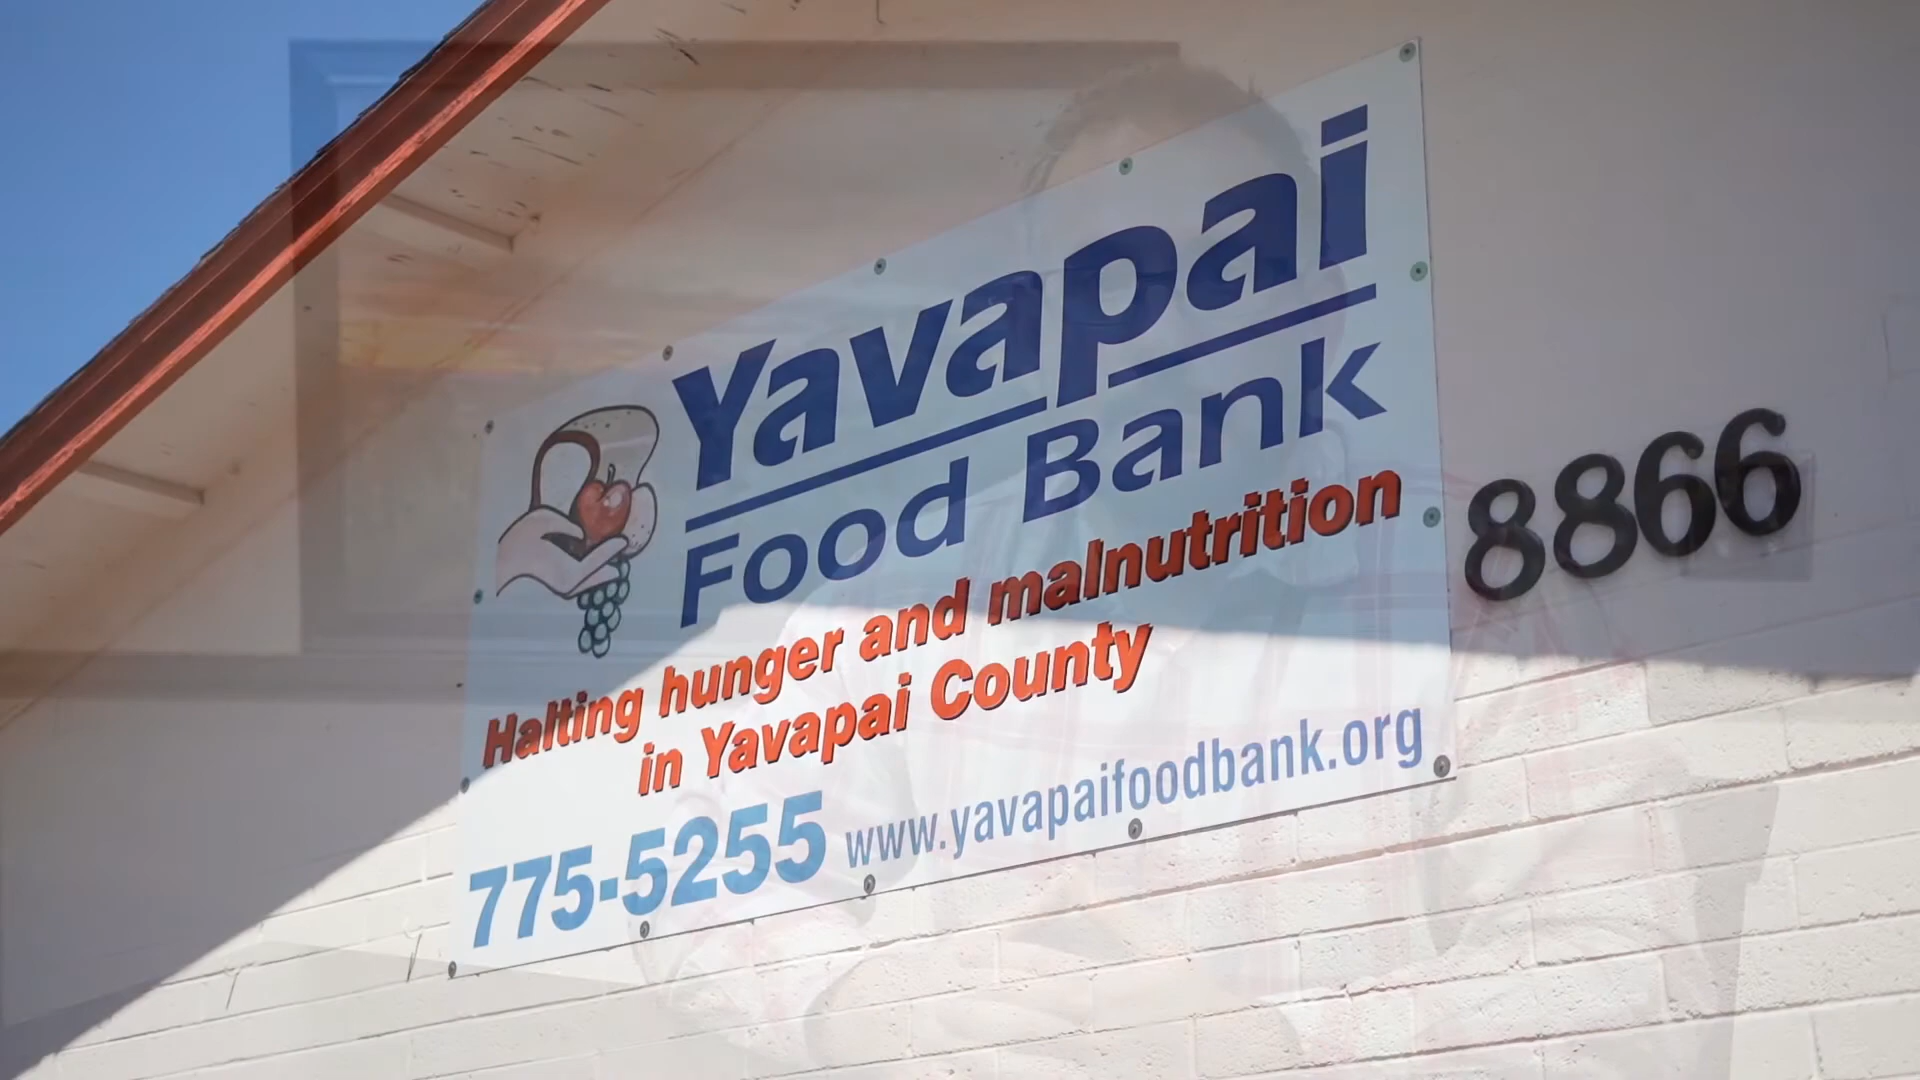 Yavapai
Food Bank
Halting hunger and malnutrition
in Yavapai County
775-5255 www.yavapaifoodbank.org
8866